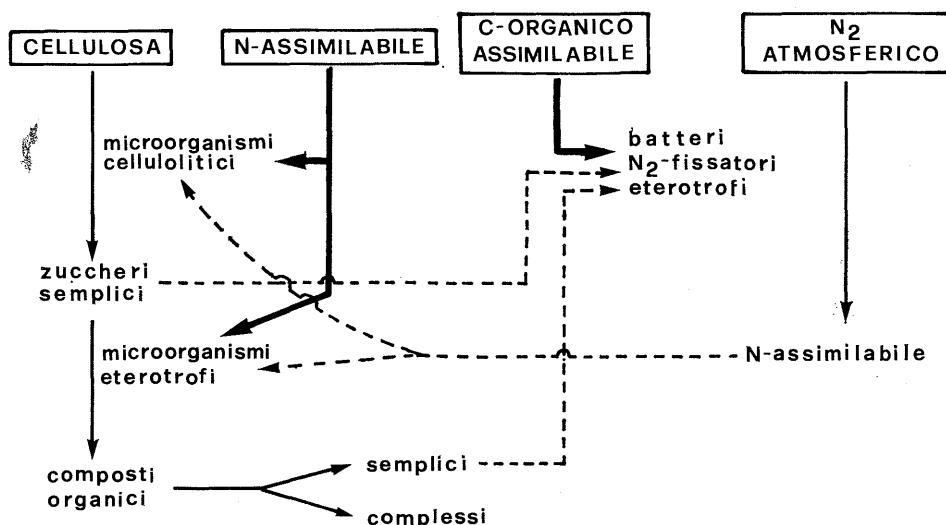 CELLULOSA
N-ASSIMILABILE
C-ORGANICO
ASSIMILABILE
N2
ATMOSFERICO
microorganismi
cellulolitici
batteri
N2-fissatori
eterotrofi
zuccheri
semplici
microorganismi
eterotrofi
N-assimilabile
composti
organici
semplici
complessi